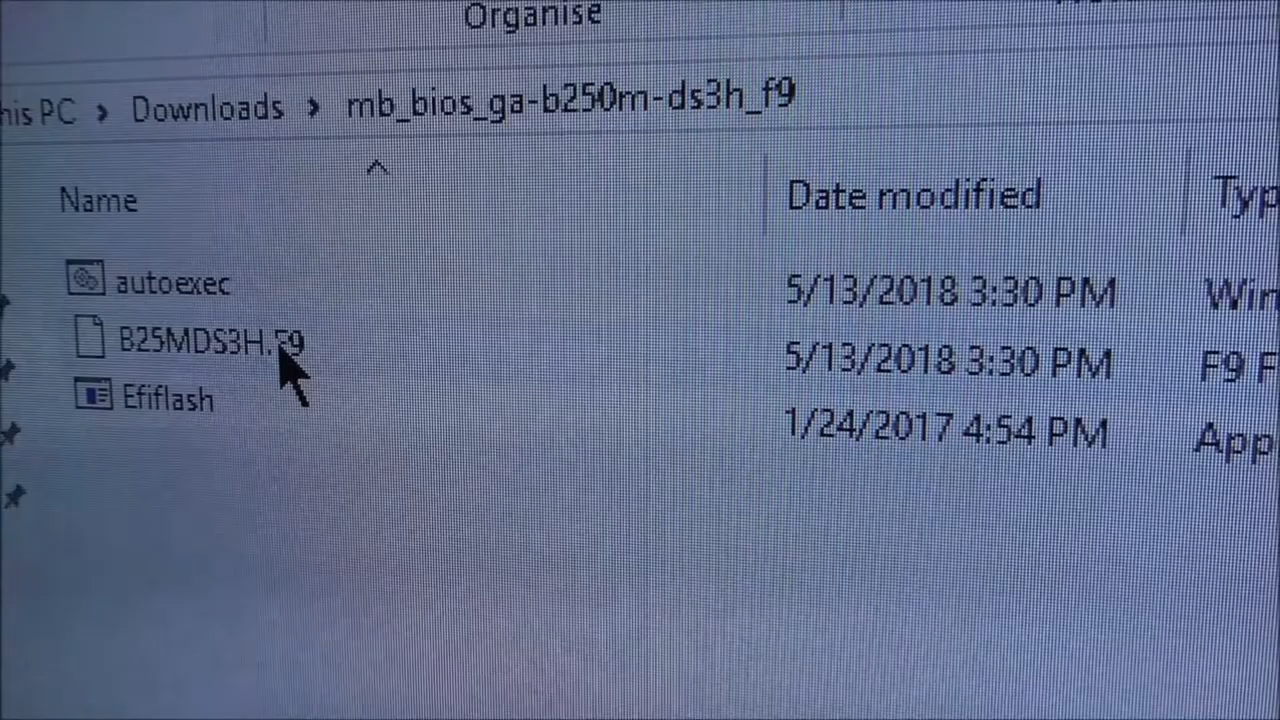 Organise
his PC > Downloads > mb_bios_ga-b250m-ds3h_f9
Name Date modified Typ
autoexec 5/13/2018 3:30 PM Win
B25MDS3H.F9 5/13/2018 3:30 PM F9 F
Efiflash 1/24/2017 4:54 PM App